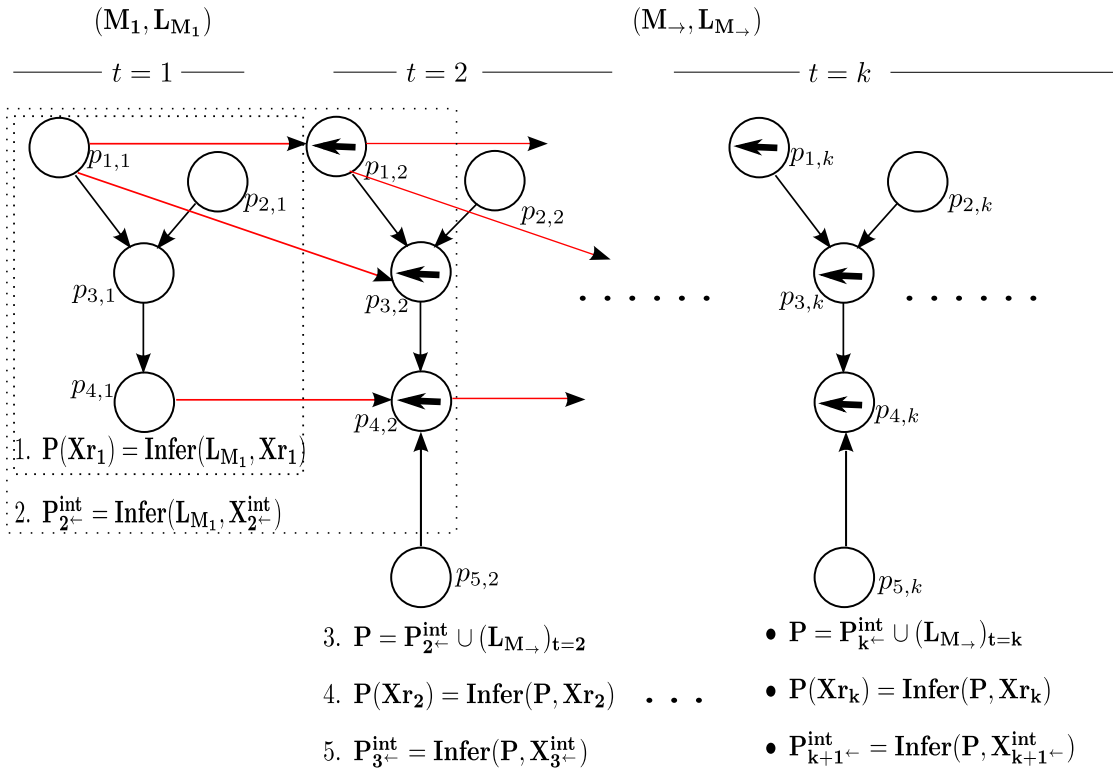 (M₁, L_M₁) (M→, L_M→)
t = 1 t = 2 t = k
p₁,₁ p₁,₂ p₁,ₖ
p₂,₁ p₂,₂ p₂,ₖ
p₃,₁ p₃,₂ p₃,ₖ
p₄,₁ p₄,₂ p₄,ₖ
1. P(Xr₁) = Infer(L_M₁, Xr₁)
2. P^int_2← = Infer(L_M₁, X^int_2←)
p₅,₂ p₅,ₖ
3. P = P^int_2← ∪ (L_M→)_t=2
4. P(Xr₂) = Infer(P, Xr₂) . . .
5. P^int_3← = Infer(P, X^int_3←)
• P = P^int_k← ∪ (L_M→)_t=k
• P(Xrₖ) = Infer(P, Xrₖ)
• P^int_k+1← = Infer(P, X^int_k+1←)